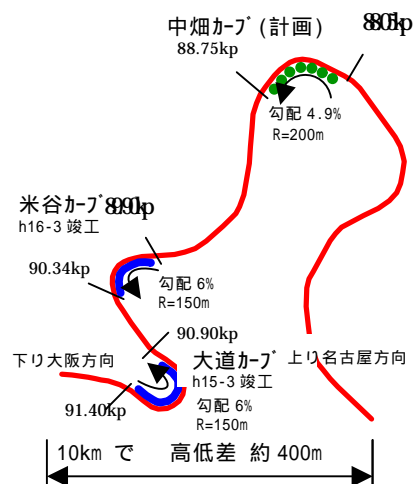 中畑カーブ(計画)
88.75kp
勾配 4.9%
R=200m
米谷カーブ
h16-3 竣工
90.34kp
勾配 6%
R=150m
90.90kp
下り大阪方向
大道カーブ
上り名古屋方向
h15-3 竣工
91.40kp
勾配 6%
R=150m
10km で 高低差 約 400m